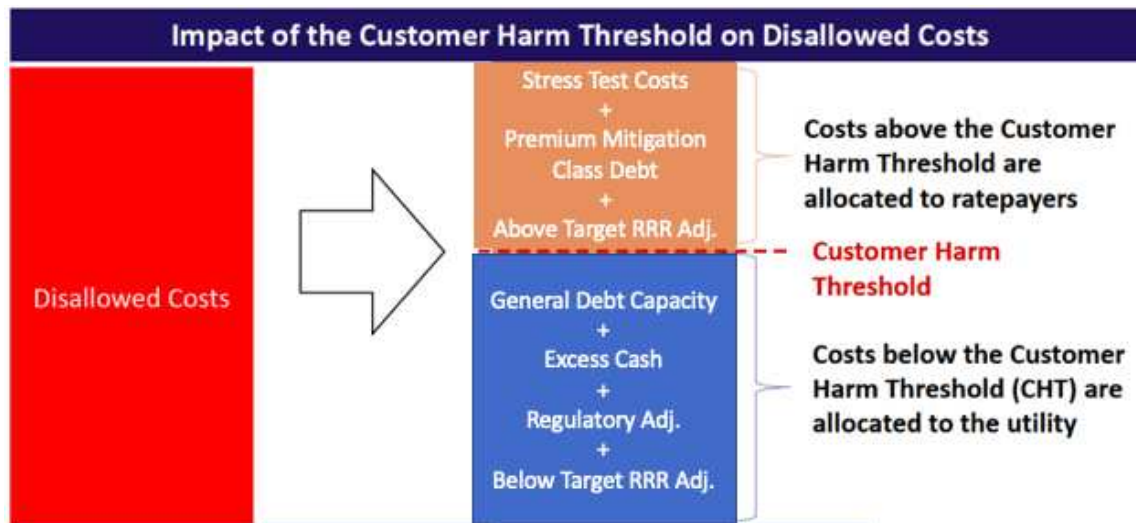 Impact of the Customer Harm Threshold on Disallowed Costs
Disallowed Costs
Stress Test Costs
+
Premium Mitigation
Class Debt
+
Above Target RRR Adj.
General Debt Capacity
+
Excess Cash
+
Regulatory Adj.
+
Below Target RRR Adj.
Costs above the Customer
Harm Threshold are
allocated to ratepayers
Customer Harm
Threshold
Costs below the Customer
Harm Threshold (CHT) are
allocated to the utility